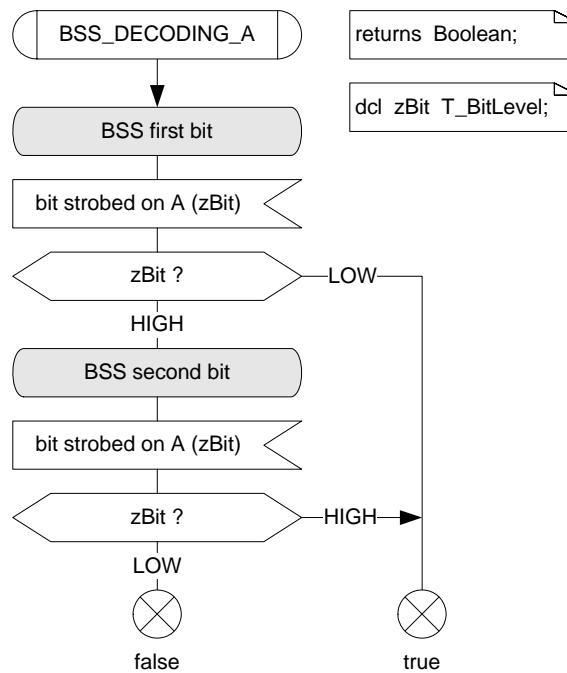 BSS_DECODING_A
returns Boolean;
dcl zBit T_BitLevel;
BSS first bit
bit strobed on A (zBit)
zBit ?
LOW
HIGH
BSS second bit
bit strobed on A (zBit)
zBit ?
HIGH
LOW
false
true